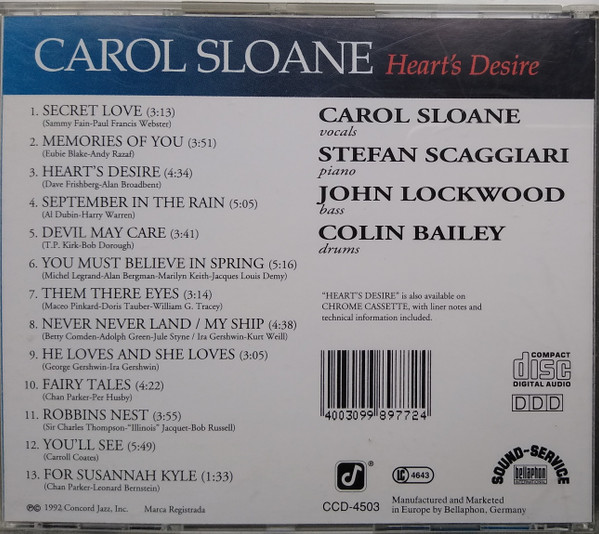 CAROL SLOANE Heart's Desire
1. SECRET LOVE (3:13)
(Sammy Fain-Paul Francis Webster)
2. MEMORIES OF YOU (3:51)
(Eubie Blake-Andy Razaf)
3. HEART'S DESIRE (4:34)
(Dave Frishberg-Alan Broadbent)
4. SEPTEMBER IN THE RAIN (5:05)
(Al Dubin-Harry Warren)
5. DEVIL MAY CARE (3:41)
(T.P. Kirk-Bob Dorough)
6. YOU MUST BELIEVE IN SPRING (5:16)
(Michel Legrand-Alan Bergman-Marilyn Keith-Jacques Louis Demy)
7. THEM THERE EYES (3:14)
(Maceo Pinkard-Doris Tauber-William G. Tracey)
8. NEVER NEVER LAND / MY SHIP (4:38)
(Betty Comden-Adolph Green-Jule Styne / Ira Gershwin-Kurt Weill)
9. HE LOVES AND SHE LOVES (3:05)
(George Gershwin-Ira Gershwin)
10. FAIRY TALES (4:22)
(Chan Parker-Per Husby)
11. ROBBINS NEST (3:55)
(Sir Charles Thompson-"Illinois" Jacquet-Bob Russell)
12. YOU'LL SEE (5:49)
(Carroll Coates)
13. FOR SUSANNAH KYLE (1:33)
(Chan Parker-Leonard Bernstein)
℗© 1992 Concord Jazz, Inc. Marca Registrada
CAROL SLOANE
vocals
STEFAN SCAGGIARI
piano
JOHN LOCKWOOD
bass
COLIN BAILEY
drums
"HEART'S DESIRE" is also available on
CHROME CASSETTE, with liner notes and
technical information included.
4003099 897724
COMPACT
disc
DIGITAL AUDIO
DDD
LC 4643
SOUND-SERVICE
bellaphon
INTERNATIONAL
CCD-4503
Manufactured and Marketed
in Europe by Bellaphon, Germany